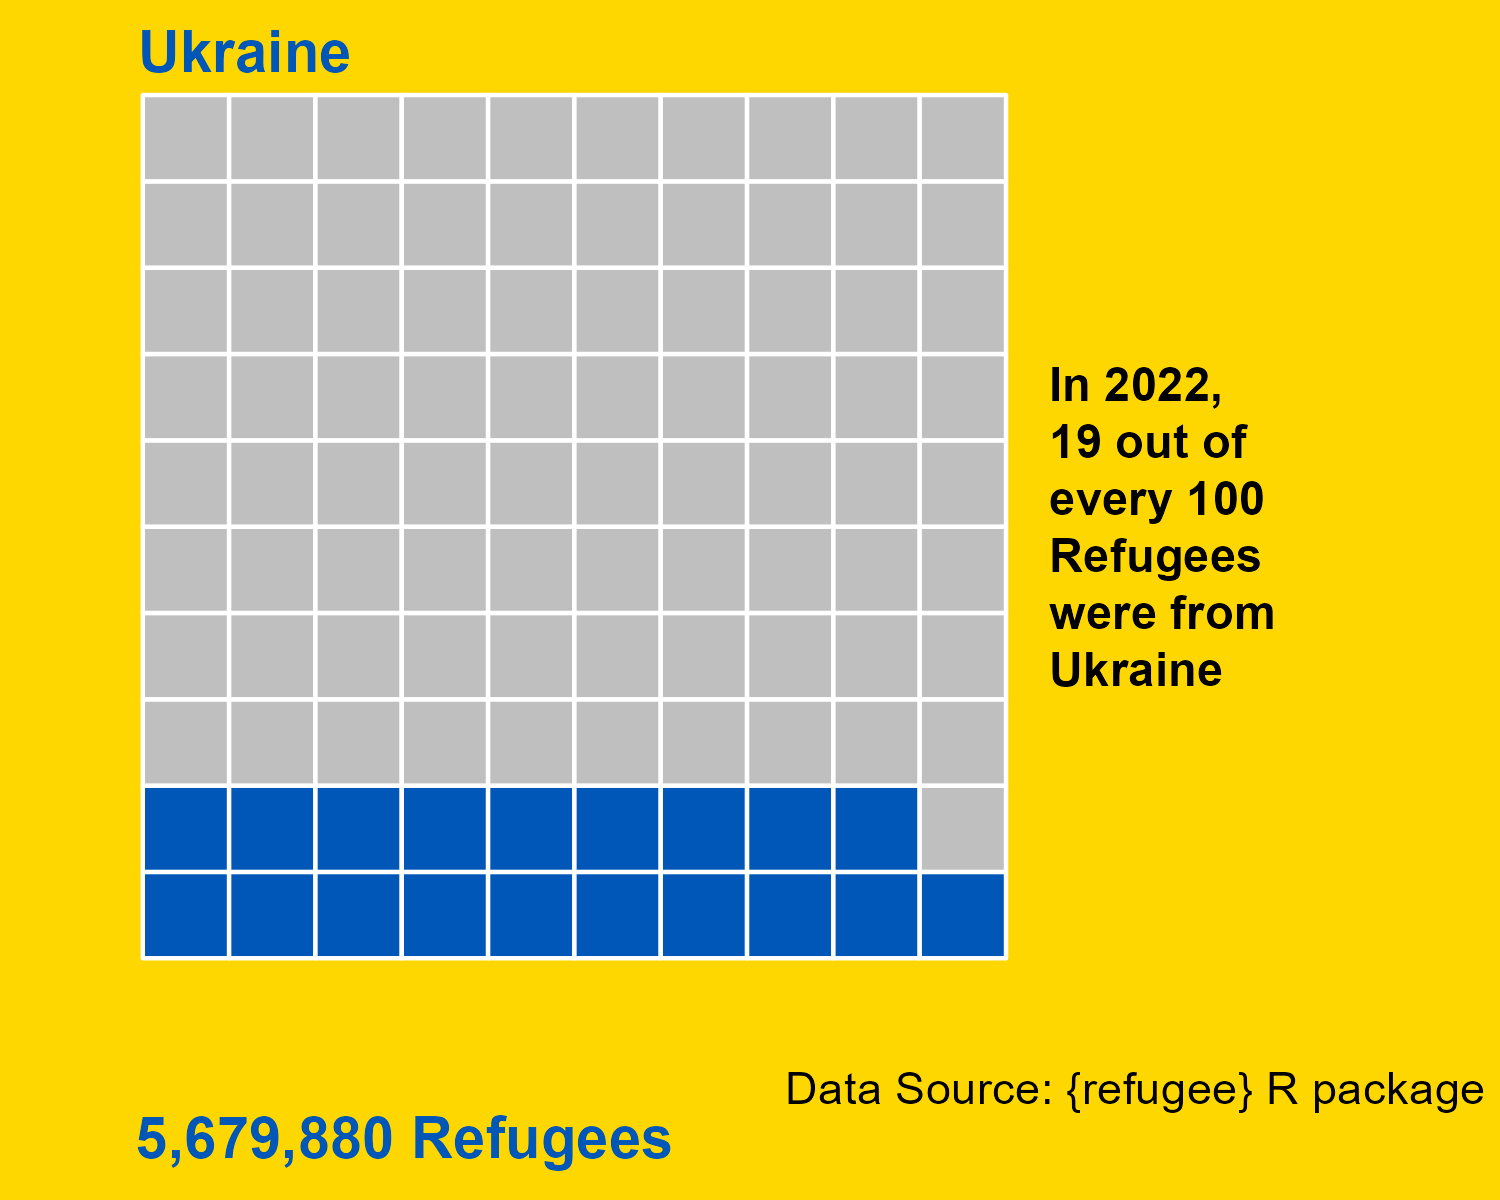 Ukraine
In 2022,
19 out of
every 100
Refugees
were from
Ukraine
Data Source: {refugee} R package
5,679,880 Refugees